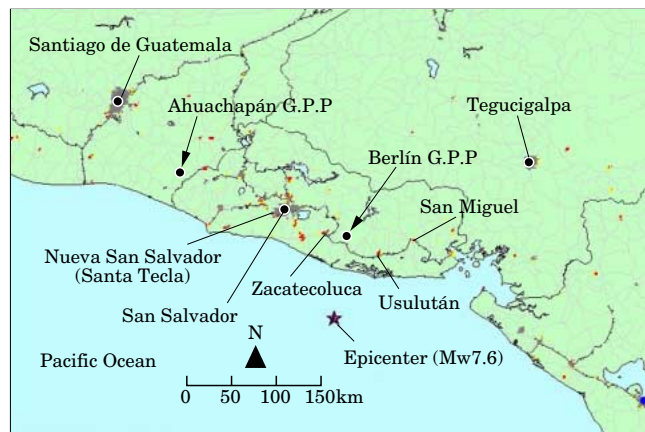 Santiago de Guatemala
Ahuachapán G.P.P
Tegucigalpa
Berlín G.P.P
San Miguel
Nueva San Salvador
(Santa Tecla)
Zacatecoluca
Usulután
San Salvador
N
Epicenter (Mw7.6)
Pacific Ocean
0 50 100 150km